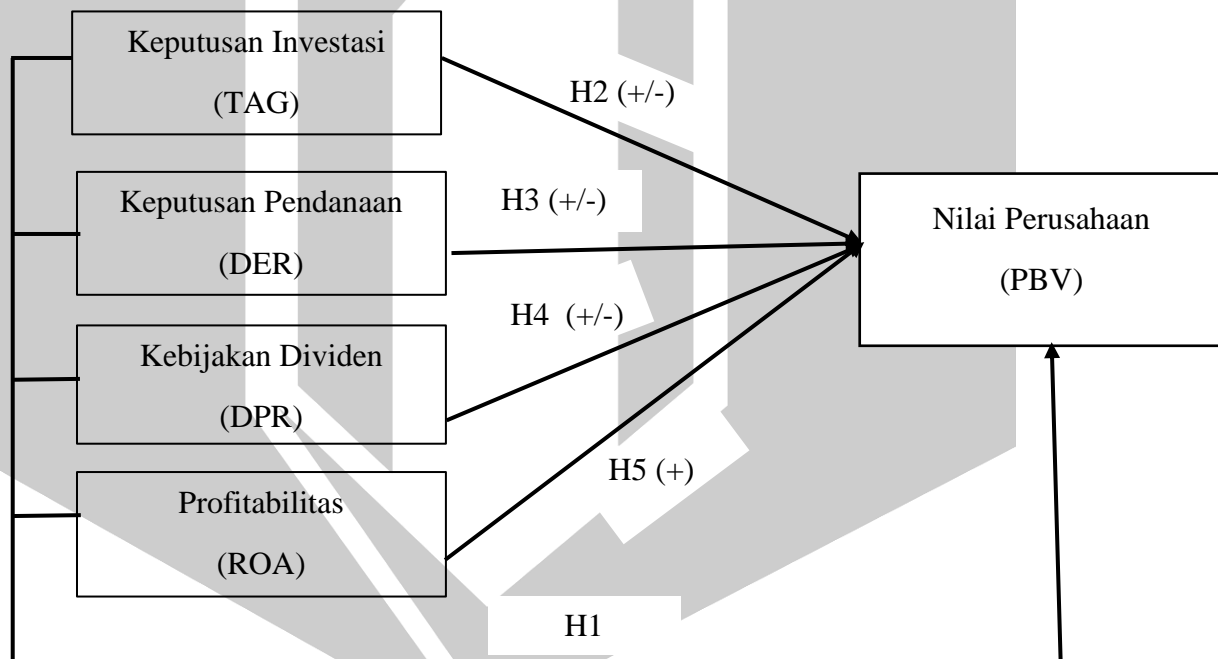 Keputusan Investasi
(TAG)
H2 (+/-)
Keputusan Pendanaan
(DER)
H3 (+/-)
Nilai Perusahaan
(PBV)
Kebijakan Dividen
(DPR)
H4 (+/-)
Profitabilitas
(ROA)
H5 (+)
H1